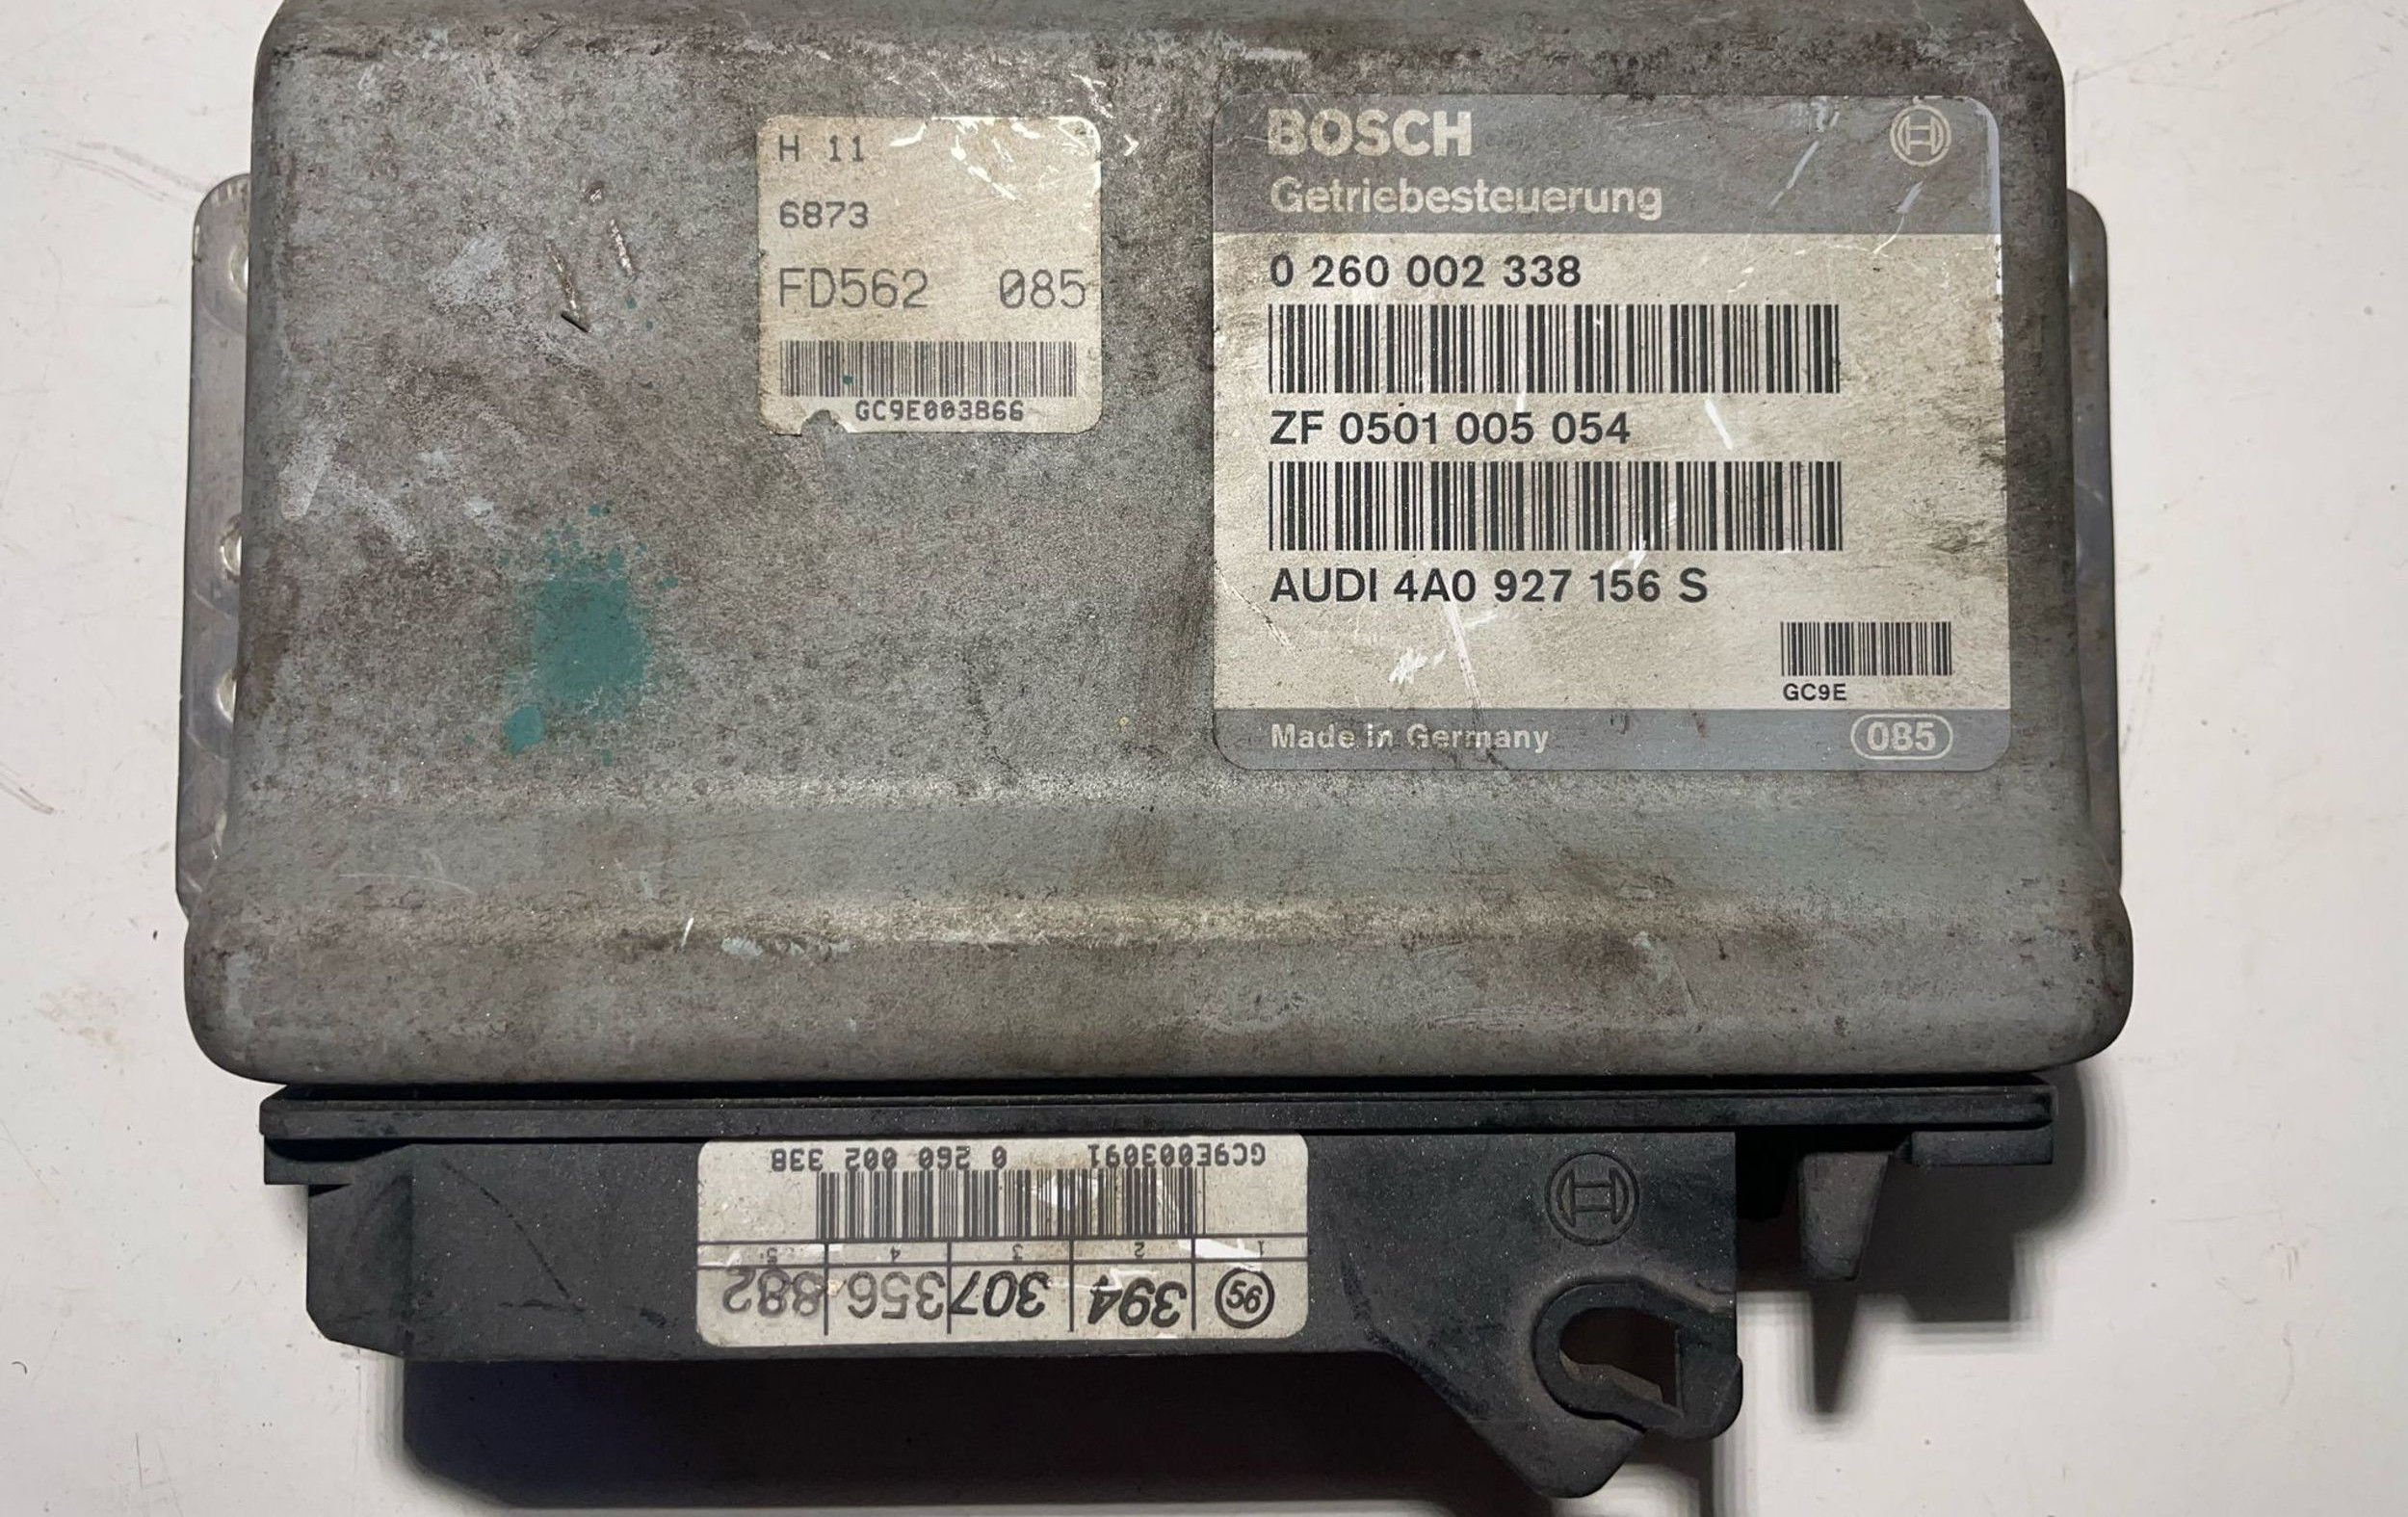 H 11
6873
FD562 085
GC9E003866
BOSCH
Getriebesteuerung
0 260 002 338
ZF 0501 005 054
AUDI 4A0 927 156 S
GC9E
Made in Germany 085
56 394 307 356 882
1 2 3 4 5
GC9E003091 0 260 002 338